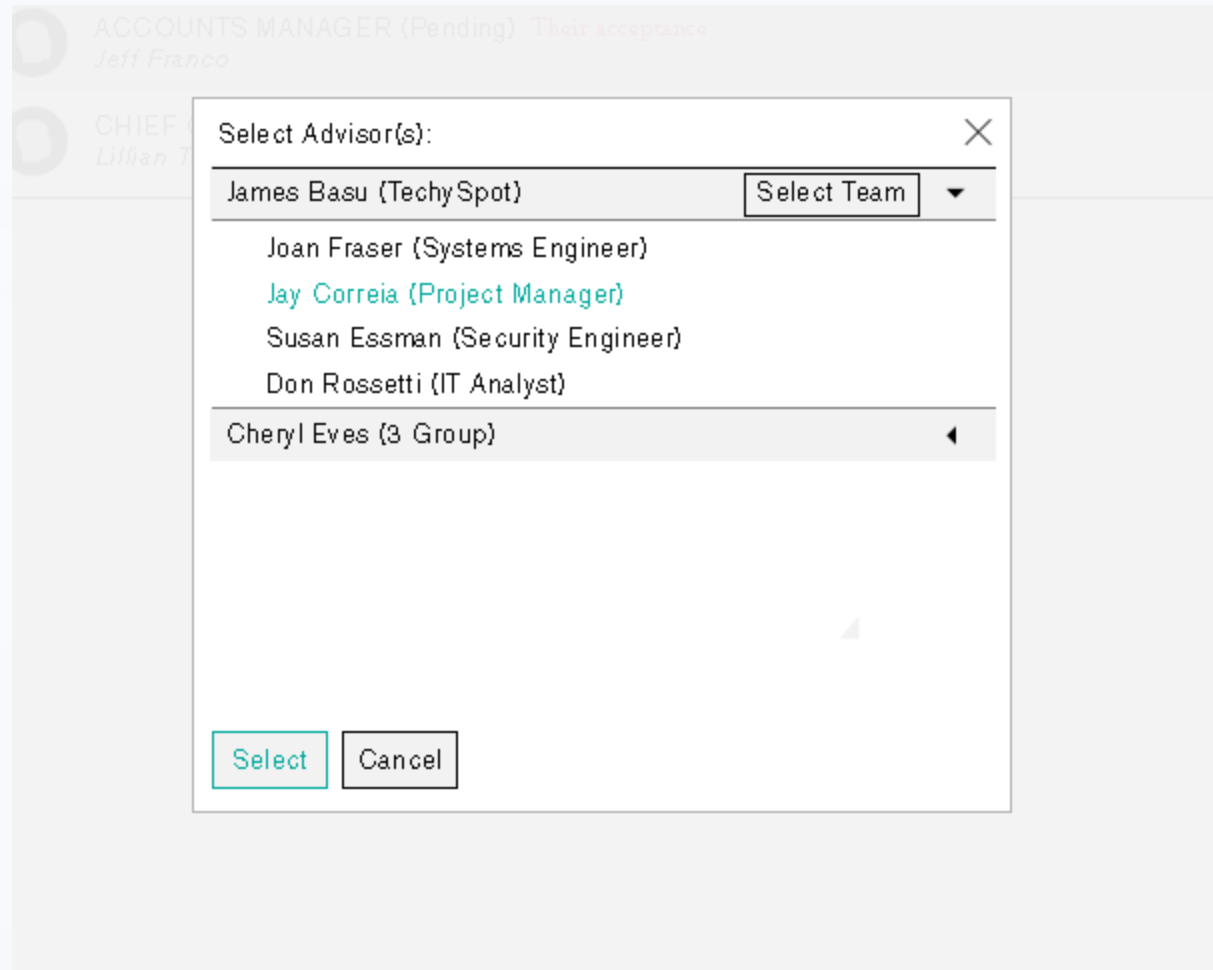 ACCOUNTS MANAGER (Pending) Their acceptance
Jeff Franco
CHIEF
Lillian
Select Advisor(s):
James Basu (TechySpot) Select Team
Joan Fraser (Systems Engineer)
Jay Correia (Project Manager)
Susan Essman (Security Engineer)
Don Rossetti (IT Analyst)
Cheryl Eves (3 Group)
Select Cancel